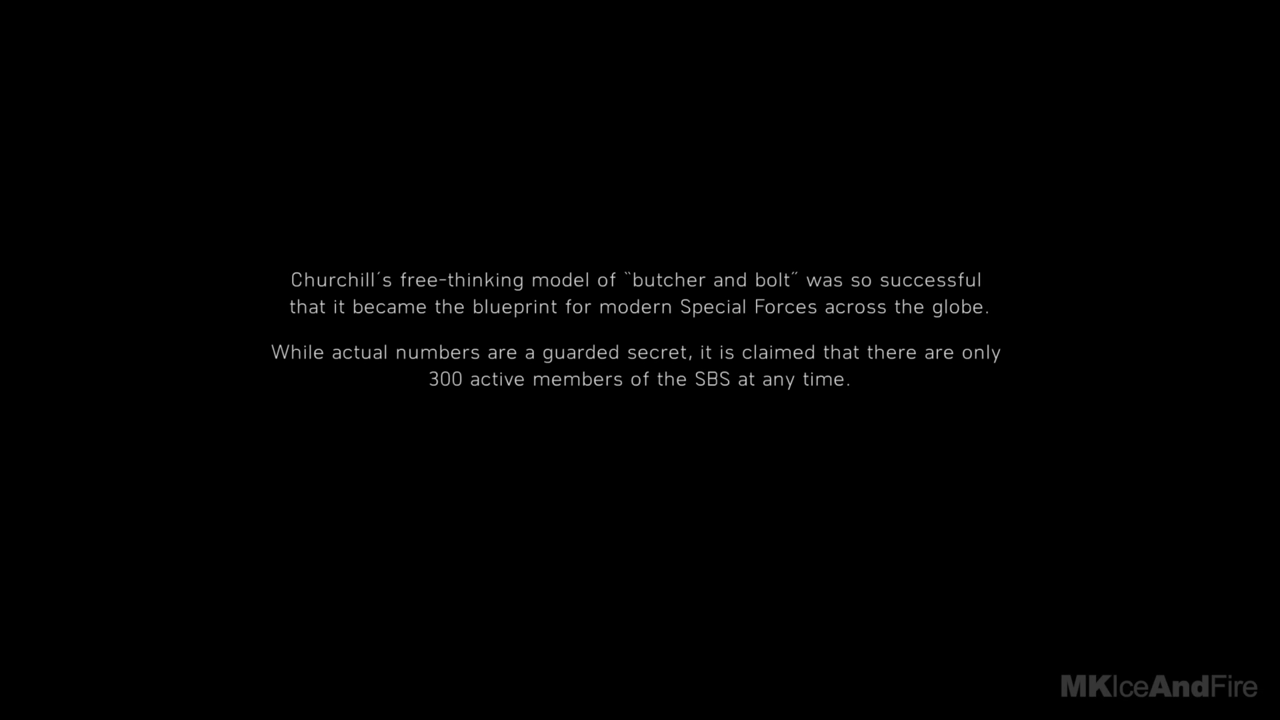 Churchill's free-thinking model of "butcher and bolt" was so successful
that it became the blueprint for modern Special Forces across the globe.
While actual numbers are a guarded secret, it is claimed that there are only
300 active members of the SBS at any time.
MKIceAndFire